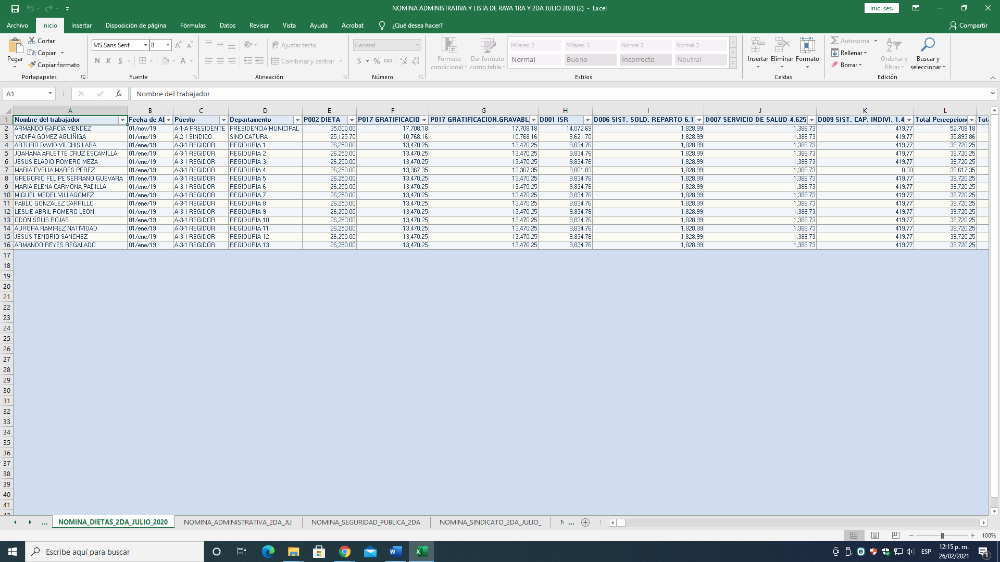 NOMINA ADMINISTRATIVA Y LISTA DE RAYA 1RA Y 2DA JULIO 2020 (2) - Excel
Inic. ses.
Archivo Inicio Insertar Disposición de página Fórmulas Datos Revisar Vista Ayuda Acrobat ¿Qué desea hacer? Compartir
Pegar
Cortar
Copiar
Copiar formato
Portapapeles
MS Sans Serif 8
N K S
Fuente
Ajustar texto
Combinar y centrar
Alineación
General
$ % 000
Número
Formato condicional
Dar formato como tabla
Millares 2 Millares 3 Normal 2 Normal 3
Normal Bueno Incorrecto Neutral
Estilos
Insertar Eliminar Formato
Celdas
Autosuma
Rellenar
Borrar
Ordenar y filtrar
Buscar y seleccionar
Edición
A1 fx Nombre del trabajador
A B C D E F G H I J K L
1 Nombre del trabajador Fecha de Al Puesto Departamento P002 DIETA P017 GRATIFICACIO P017 GRATIFICACION.GRAVABL D001 ISR D006 SIST. SOLD. REPARTO 6.1 D007 SERVICIO DE SALUD 4.625 D009 SIST. CAP. INDIVI. 1.4 Total Percepcione Tot
2 ARMANDO GARCIA MENDEZ 01/nov/19 A-1-A PRESIDENTE PRESIDENCIA MUNICIPAL 35,000.00 17,708.18 17,708.18 14,072.69 1,828.99 1,386.73 419.77 52,708.18
3 YADIRA GOMEZ AGUIÑIGA 01/ene/19 A-2-1 SINDICO SINDICATURA 25,125.70 10,768.16 10,768.16 8,621.70 1,828.99 1,386.73 419.77 35,893.86
4 ARTURO DAVID VILCHIS LARA 01/ene/19 A-3-1 REGIDOR REGIDURIA 1 26,250.00 13,470.25 13,470.25 9,834.76 1,828.99 1,386.73 419.77 39,720.25
5 JOAHANA ARLETTE CRUZ ESCAMILLA 01/ene/19 A-3-1 REGIDOR REGIDURIA 2 26,250.00 13,470.25 13,470.25 9,834.76 1,828.99 1,386.73 419.77 39,720.25
6 JESUS ELADIO ROMERO MEZA 01/ene/19 A-3-1 REGIDOR REGIDURIA 3 26,250.00 13,470.25 13,470.25 9,834.76 1,828.99 1,386.73 419.77 39,720.25
7 MARIA EVELIA MARES PEREZ 01/ene/19 A-3-1 REGIDOR REGIDURIA 4 26,250.00 13,367.35 13,367.35 9,801.83 1,828.99 1,386.73 0.00 39,617.35
8 GREGORIO FELIPE SERRANO GUEVARA 01/ene/19 A-3-1 REGIDOR REGIDURIA 5 26,250.00 13,470.25 13,470.25 9,834.76 1,828.99 1,386.73 419.77 39,720.25
9 MARIA ELENA CARMONA PADILLA 01/ene/19 A-3-1 REGIDOR REGIDURIA 6 26,250.00 13,470.25 13,470.25 9,834.76 1,828.99 1,386.73 419.77 39,720.25
10 MIGUEL MEDEL VILLAGOMEZ 01/ene/19 A-3-1 REGIDOR REGIDURIA 7 26,250.00 13,470.25 13,470.25 9,834.76 1,828.99 1,386.73 419.77 39,720.25
11 PABLO GONZALEZ CARRILLO 01/ene/19 A-3-1 REGIDOR REGIDURIA 8 26,250.00 13,470.25 13,470.25 9,834.76 1,828.99 1,386.73 419.77 39,720.25
12 LESLIE ABRIL ROMERO LEON 01/ene/19 A-3-1 REGIDOR REGIDURIA 9 26,250.00 13,470.25 13,470.25 9,834.76 1,828.99 1,386.73 419.77 39,720.25
13 ODON SOLIS ROJAS 01/ene/19 A-3-1 REGIDOR REGIDURIA 10 26,250.00 13,470.25 13,470.25 9,834.76 1,828.99 1,386.73 419.77 39,720.25
14 AURORA RAMIREZ NATIVIDAD 01/ene/19 A-3-1 REGIDOR REGIDURIA 11 26,250.00 13,470.25 13,470.25 9,834.76 1,828.99 1,386.73 419.77 39,720.25
15 JESUS TENORIO SANCHEZ 01/ene/19 A-3-1 REGIDOR REGIDURIA 12 26,250.00 13,470.25 13,470.25 9,834.76 1,828.99 1,386.73 419.77 39,720.25
16 ARMANDO REYES REGALADO 01/ene/19 A-3-1 REGIDOR REGIDURIA 13 26,250.00 13,470.25 13,470.25 9,834.76 1,828.99 1,386.73 419.77 39,720.25
17
18
19
20
21
22
23
24
25
26
27
28
29
30
31
32
33
34
35
36
37
38
39
40
41
42
... NOMINA_DIETAS_2DA_JULIO_2020 NOMINA_ADMINISTRATIVA_2DA_JU NOMINA_SEGURIDAD_PUBLICA_2DA NOMINA_SINDICATO_2DA_JULIO_ N ...
100%
Escribe aquí para buscar
ESP
12:15 p. m.
26/02/2021
1